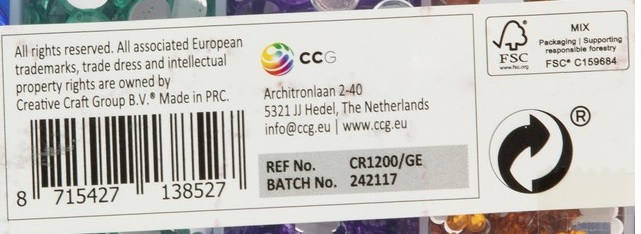 All rights reserved. All associated European
trademarks, trade dress and intellectual
property rights are owned by
Creative Craft Group B.V.® Made in PRC.
8 715427 138527
CCG
Architronlaan 2-40
5321 JJ Hedel, The Netherlands
info@ccg.eu | www.ccg.eu
REF No. CR1200/GE
BATCH No. 242117
FSC
www.fsc.org
MIX
Packaging | Supporting
responsible forestry
FSC® C159684
®